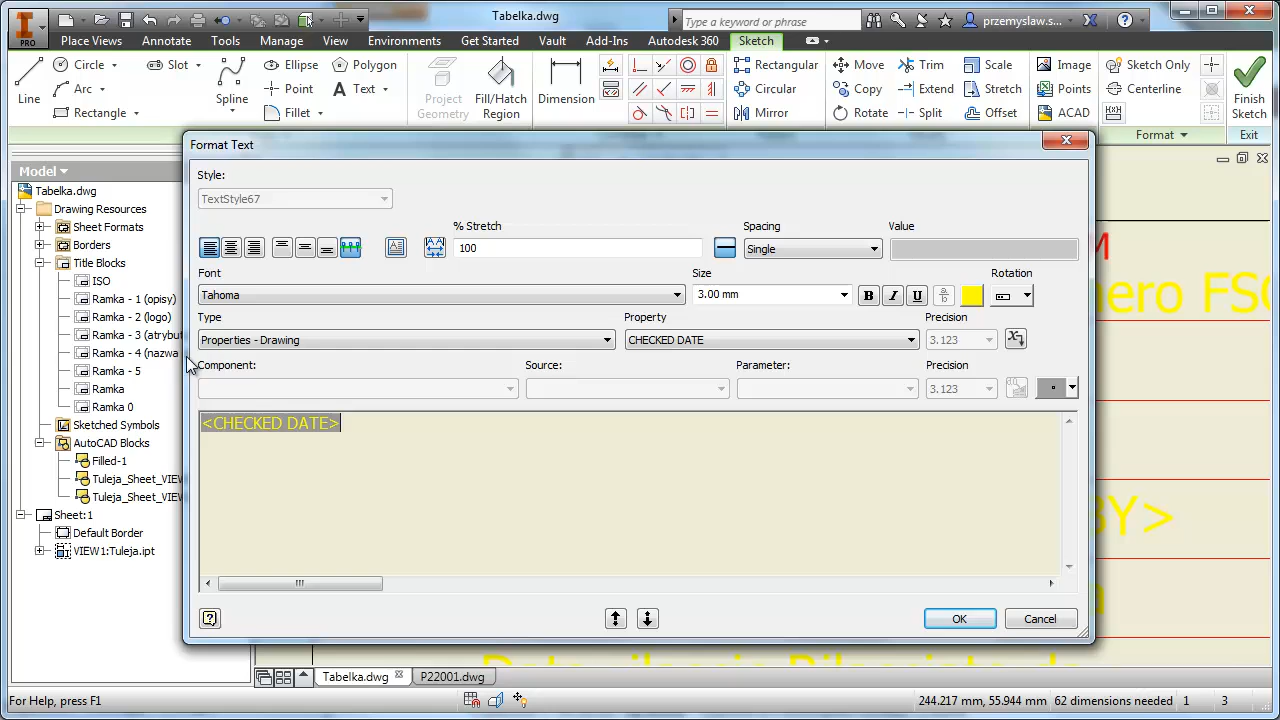 PRO
Tabelka.dwg
Type a keyword or phrase
przemyslaw.s...
Place Views Annotate Tools Manage View Environments Get Started Vault Add-Ins Autodesk 360 Sketch
Line
Circle
Arc
Rectangle
Slot
Spline
Ellipse
Point
Fillet
Polygon
Text
Project Geometry
Fill/Hatch Region
Dimension
Rectangular
Circular
Mirror
Move
Copy
Rotate
Trim
Extend
Split
Scale
Stretch
Offset
Image
Points
ACAD
Sketch Only
Centerline
Format
Finish Sketch
Exit
Model
Tabelka.dwg
Drawing Resources
Sheet Formats
Borders
Title Blocks
ISO
Ramka - 1 (opisy)
Ramka - 2 (logo)
Ramka - 3 (atrybut
Ramka - 4 (nazwa
Ramka - 5
Ramka
Ramka 0
Sketched Symbols
AutoCAD Blocks
Filled-1
Tuleja_Sheet_VIEW
Tuleja_Sheet_VIEW
Sheet:1
Default Border
VIEW1:Tuleja.ipt
Format Text
Style:
TextStyle67
% Stretch
100
Spacing
Single
Value
Font
Tahoma
Size
3.00 mm
Rotation
B I U
Type
Properties - Drawing
Property
CHECKED DATE
Precision
3.123
Component:
Source:
Parameter:
Precision
3.123
<CHECKED DATE>
OK
Cancel
M
nero FSC
BY>
Tabelka.dwg
P22001.dwg
For Help, press F1
244.217 mm, 55.944 mm 62 dimensions needed 1 3